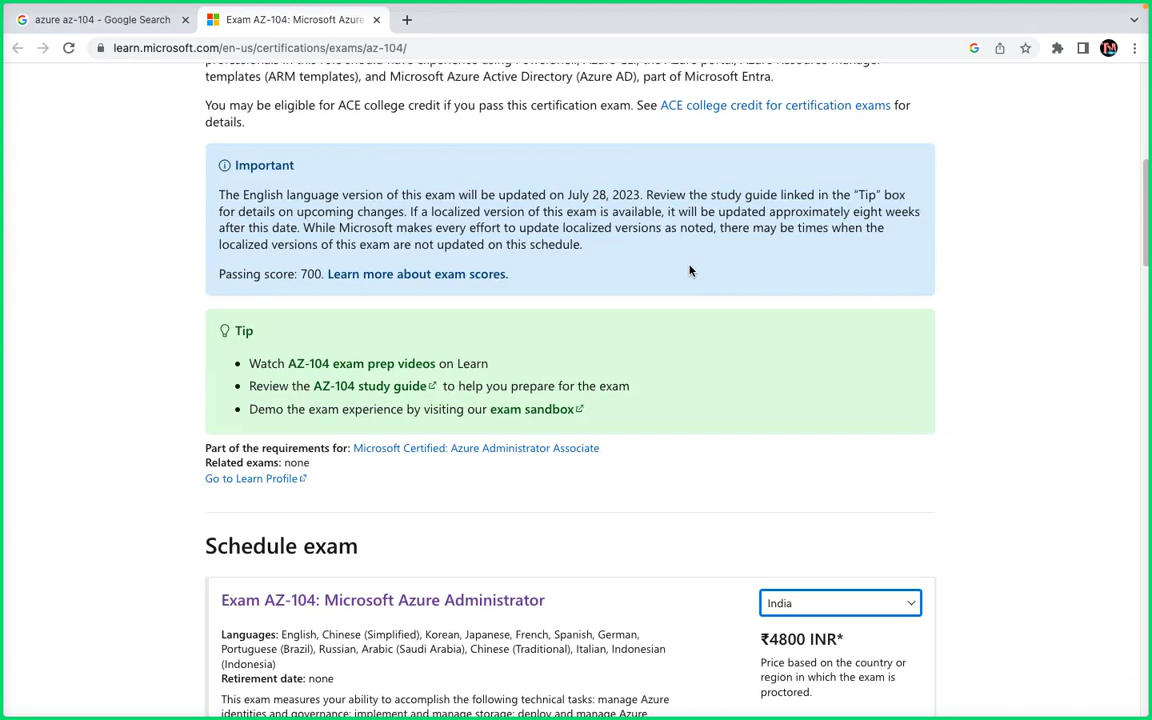 azure az-104 - Google Search
Exam AZ-104: Microsoft Azure
learn.microsoft.com/en-us/certifications/exams/az-104/
templates (ARM templates), and Microsoft Azure Active Directory (Azure AD), part of Microsoft Entra.
You may be eligible for ACE college credit if you pass this certification exam. See ACE college credit for certification exams for
details.
Important
The English language version of this exam will be updated on July 28, 2023. Review the study guide linked in the “Tip” box
for details on upcoming changes. If a localized version of this exam is available, it will be updated approximately eight weeks
after this date. While Microsoft makes every effort to update localized versions as noted, there may be times when the
localized versions of this exam are not updated on this schedule.
Passing score: 700. Learn more about exam scores.
Tip
• Watch AZ-104 exam prep videos on Learn
• Review the AZ-104 study guide to help you prepare for the exam
• Demo the exam experience by visiting our exam sandbox
Part of the requirements for: Microsoft Certified: Azure Administrator Associate
Related exams: none
Go to Learn Profile
Schedule exam
Exam AZ-104: Microsoft Azure Administrator
India
Languages: English, Chinese (Simplified), Korean, Japanese, French, Spanish, German,
Portuguese (Brazil), Russian, Arabic (Saudi Arabia), Chinese (Traditional), Italian, Indonesian
(Indonesia)
Retirement date: none
₹4800 INR*
Price based on the country or
region in which the exam is
proctored.
This exam measures your ability to accomplish the following technical tasks: manage Azure
identities and governance; implement and manage storage; deploy and manage Azure